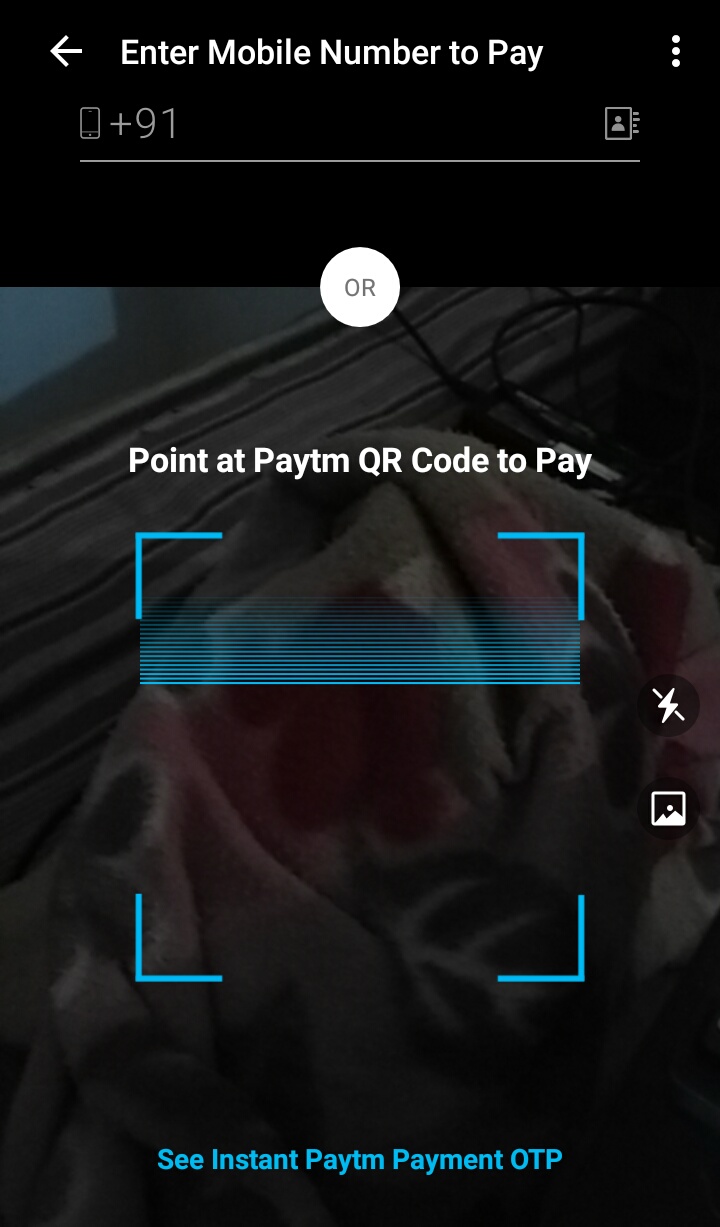 Enter Mobile Number to Pay
+91
OR
Point at Paytm QR Code to Pay
See Instant Paytm Payment OTP